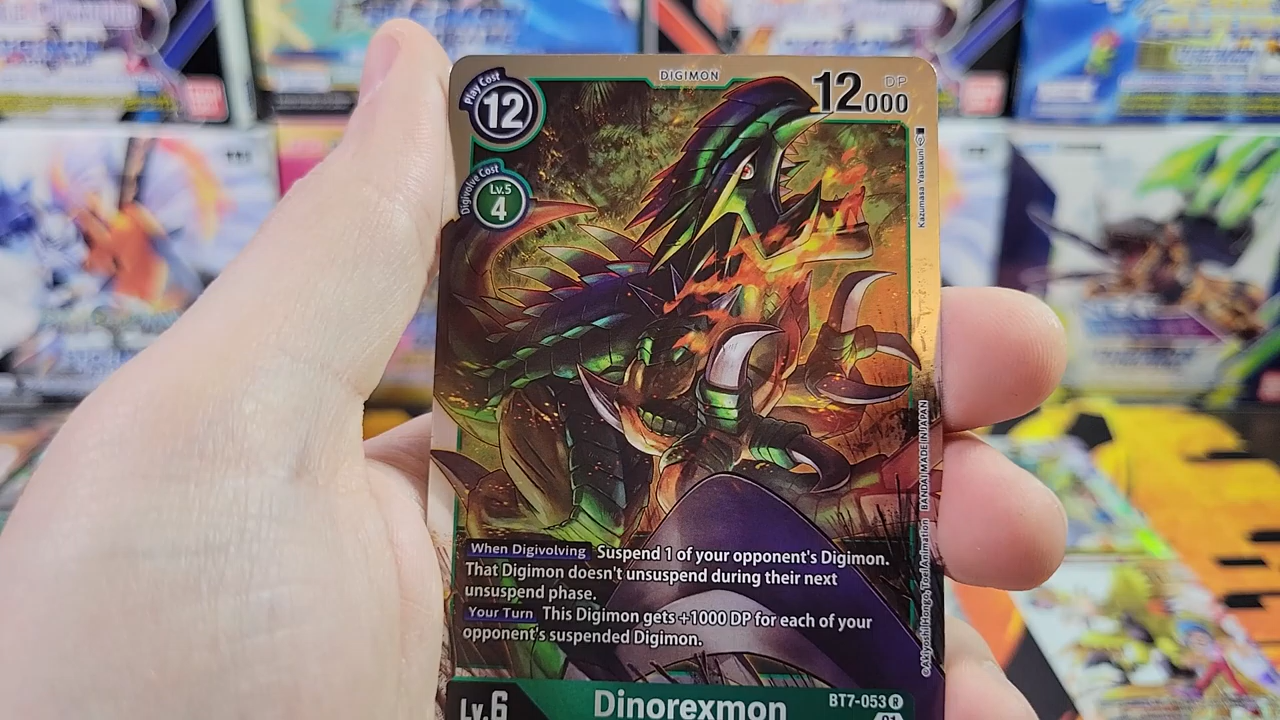 DIGIMON
Play Cost
12
12000
DP
Digivolve Cost
Lv.5
4
Kazumasa Yasukuni
When Digivolving Suspend 1 of your opponent's Digimon.
That Digimon doesn't unsuspend during their next
unsuspend phase.
Your Turn This Digimon gets +1000 DP for each of your
opponent's suspended Digimon.
©Akiyoshi Hongo, Toei Animation BANDAI MADE IN JAPAN
Lv.6
Dinorexmon
BT7-053 R